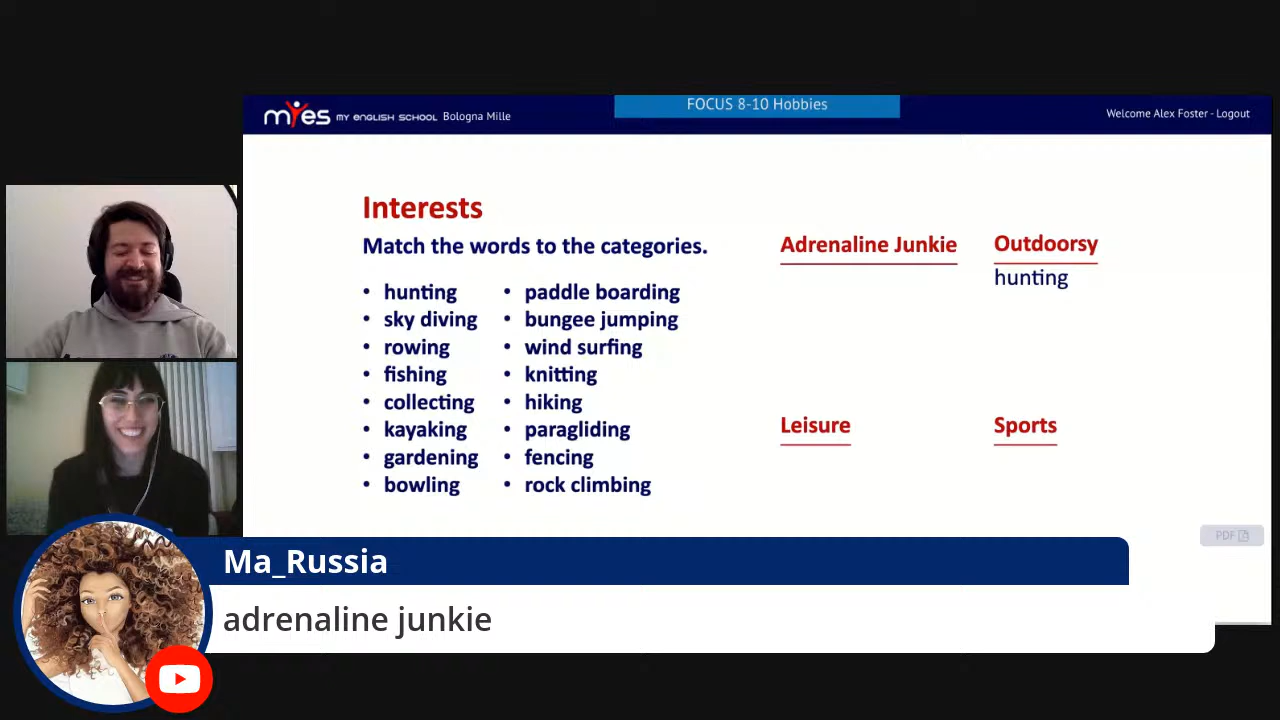 FOCUS 8-10 Hobbies
myes MY ENGLISH SCHOOL Bologna Mille
Welcome Alex Foster - Logout
Interests
Match the words to the categories.
• hunting
• sky diving
• rowing
• fishing
• collecting
• kayaking
• gardening
• bowling
• paddle boarding
• bungee jumping
• wind surfing
• knitting
• hiking
• paragliding
• fencing
• rock climbing
Adrenaline Junkie
Outdoorsy
hunting
Leisure
Sports
PDF
Ma_Russia
adrenaline junkie